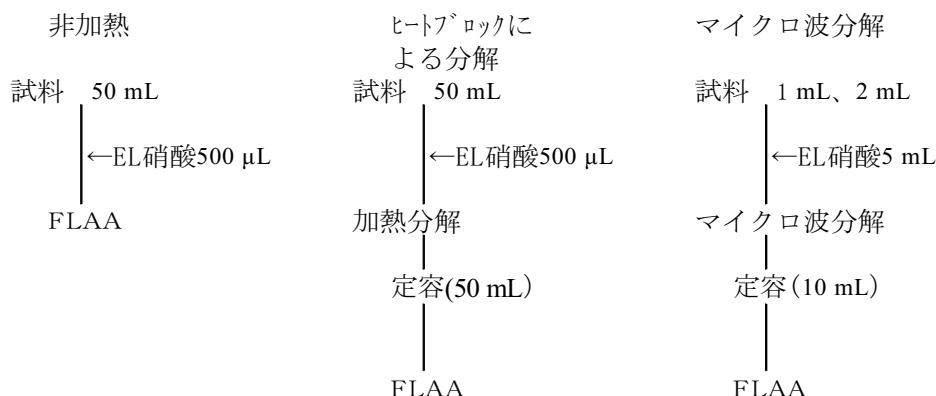 非加熱
試料 50 mL
←EL硝酸500 µL
FLAA
ﾋｰﾄﾌﾞﾛｯｸに
よる分解
試料 50 mL
←EL硝酸500 µL
加熱分解
定容(50 mL)
FLAA
マイクロ波分解
試料 1 mL、2 mL
←EL硝酸5 mL
マイクロ波分解
定容(10 mL)
FLAA